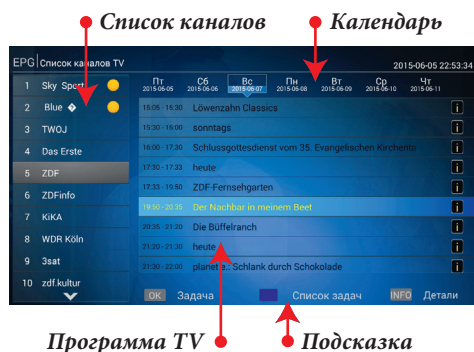 Список каналов
Календарь
EPG Список каналов TV
2015-06-05 22:53:34
Пт Сб Вс Пн Вт Ср Чт
2015-06-05 2015-06-06 2015-06-07 2015-06-08 2015-06-09 2015-06-10 2015-06-11
1 Sky Sport
2 Blue
3 TWOJ
4 Das Erste
5 ZDF
6 ZDFinfo
7 KiKA
8 WDR Köln
9 3sat
10 zdf.kultur
15:05 - 15:30 Löwenzahn Classics
15:30 - 16:00 sonntags
16:00 - 17:30 Schlussgottesdienst vom 35. Evangelischen Kirchente
17:30 - 17:33 heute
17:33 - 19:50 ZDF-Fernsehgarten
19:50 - 20:35 Der Nachbar in meinem Beet
20:35 - 21:20 Die Büffelranch
21:20 - 21:30 heute
21:30 - 22:00 planet e.: Schlank durch Schokolade
OK Задача Список задач INFO Детали
Программа TV
Подсказка